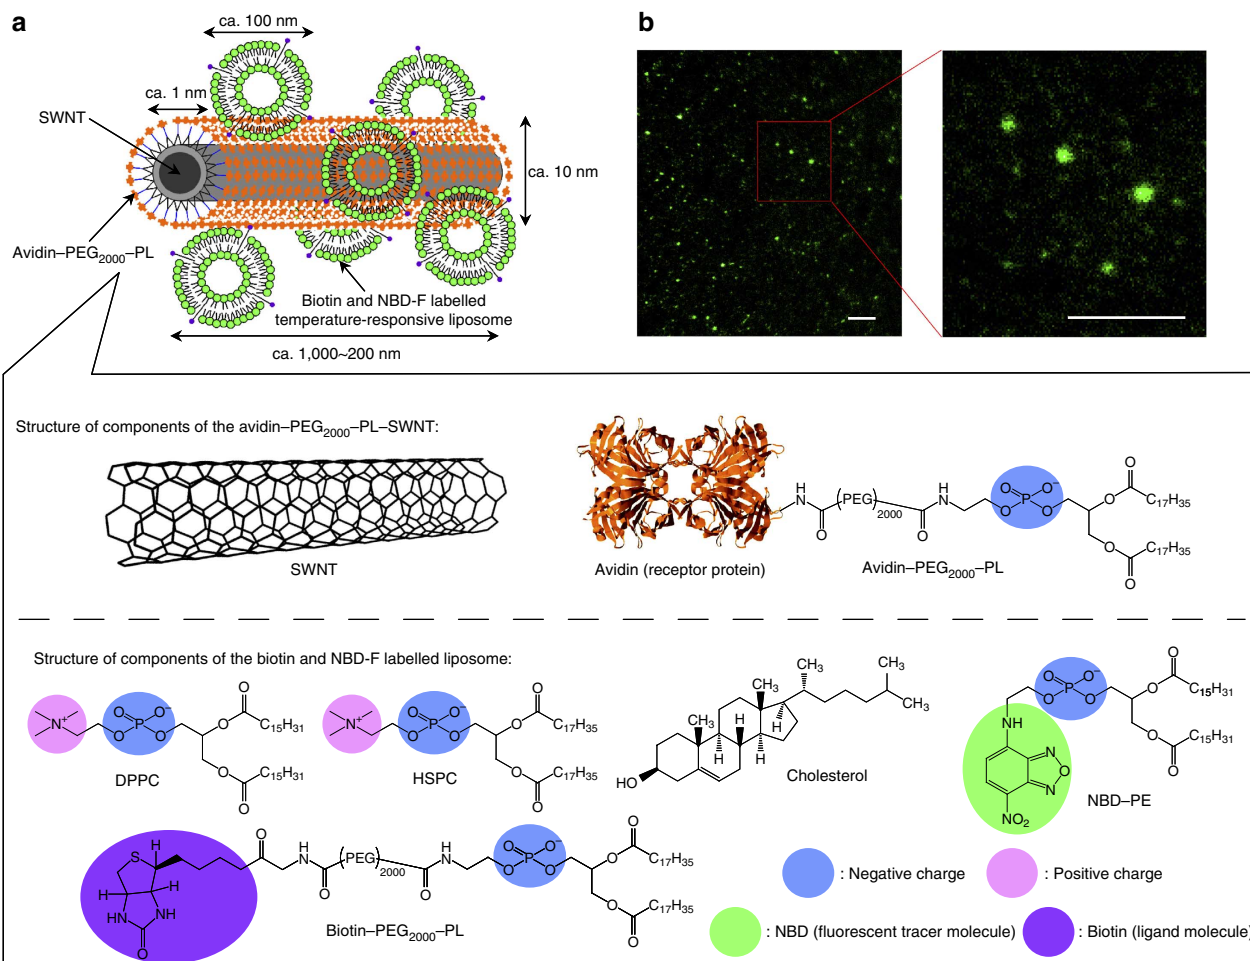 a
ca. 100 nm
ca. 1 nm
SWNT
ca. 10 nm
Avidin–PEG2000–PL
Biotin and NBD-F labelled
temperature-responsive liposome
ca. 1,000~200 nm
b
Structure of components of the avidin–PEG2000–PL–SWNT:
SWNT
Avidin (receptor protein)
H
N
O
(PEG)
2000
O
H
N
O
O
P
O−
O
O
O
C17H35
O
C17H35
O
Avidin–PEG2000–PL
Structure of components of the biotin and NBD-F labelled liposome:
N+
O
O
P
O−
O
O
O
C15H31
O
C15H31
O
DPPC
N+
O
O
P
O−
O
O
O
C17H35
O
C17H35
O
HSPC
CH3
CH3
CH3
CH3
CH3
H
H
H
H
HO
Cholesterol
O
O
P
O−
O
O
O
C15H31
O
C15H31
O
NH
N
O
N
NO2
NBD–PE
S
H
H
H
HN
NH
O
O
H
N
O
(PEG)
2000
O
H
N
O
O
P
O−
O
O
O
C17H35
O
C17H35
O
Biotin–PEG2000–PL
: Negative charge
: Positive charge
: NBD (fluorescent tracer molecule)
: Biotin (ligand molecule)